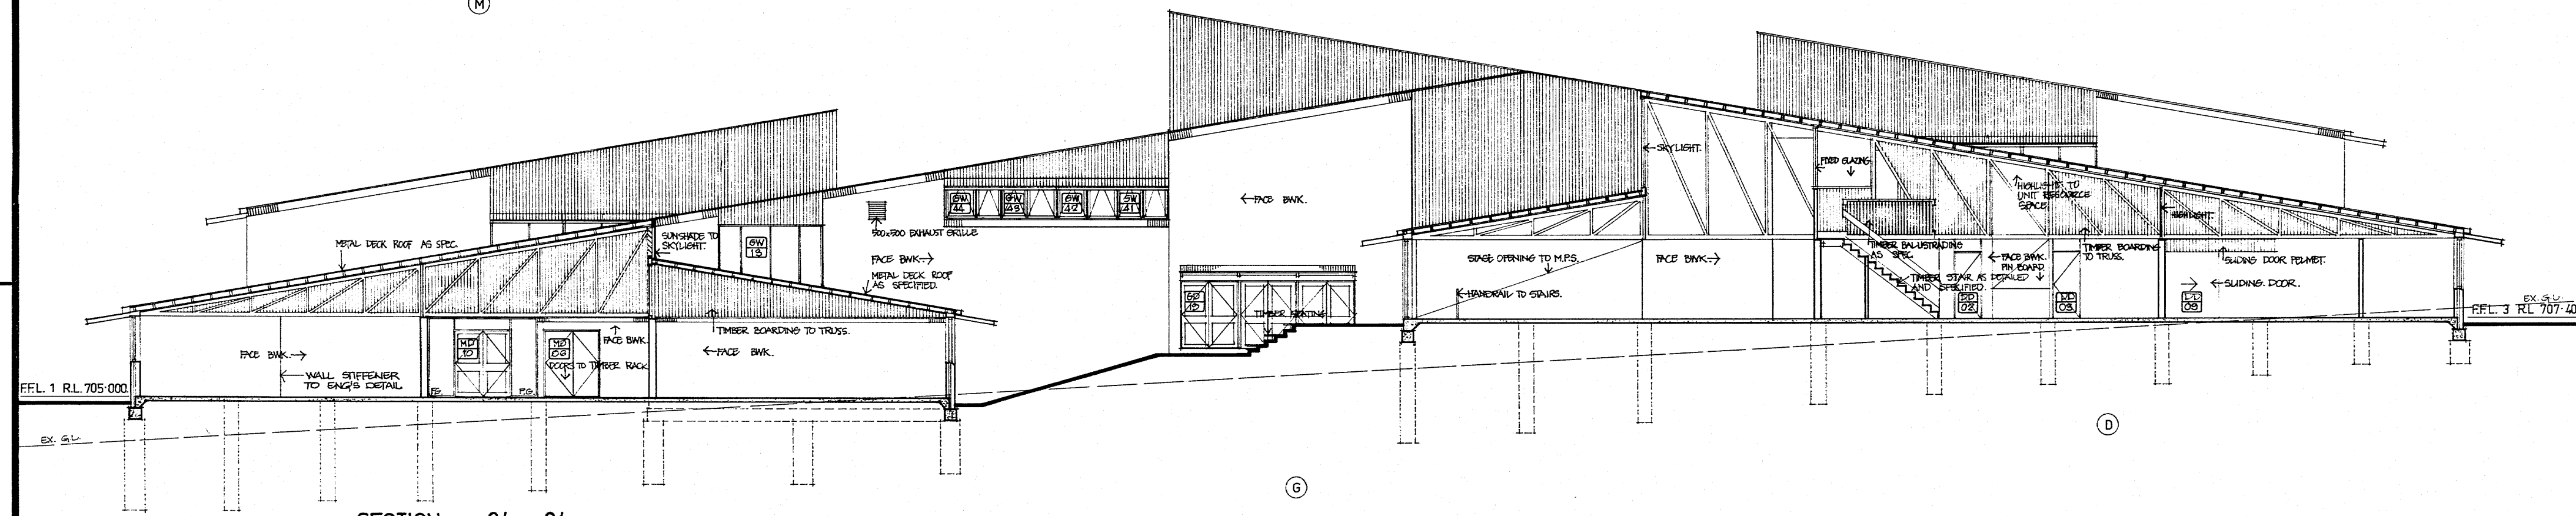 M
METAL DECK ROOF AS SPEC.
SUNSHADE TO
SKYLIGHT.
GW
13
500x500 EXHAUST GRILLE
FACE BWK
METAL DECK ROOF
AS SPECIFIED.
GW
44
GW
43
GW
42
GW
41
FACE BWK.
SKYLIGHT.
FIXED GLAZING
HIGHLIGHT TO
UNIT RESOURCE
SPACE.
HIGHLIGHT.
STAGE OPENING TO M.P.S.
FACE BWK
TIMBER BALUSTRADING
AS SPEC.
FACE BWK.
PIN BOARD
TIMBER BOARDING
TO TRUSS.
SLIDING DOOR PELMET.
TIMBER STAIR AS DETAILED
AND SPECIFIED.
SLIDING DOOR.
HANDRAIL TO STAIRS.
GD
15
TIMBER SEATING
DD
02
DD
03
DD
09
EX. G.L.
F.F.L. 3 R.L 707·40
TIMBER BOARDING TO TRUSS.
FACE BWK.
FACE BWK.
FACE BWK.
MD
10
MD
06
DOORS TO TIMBER RACK
WALL STIFFENER
TO ENG'S DETAIL
F.G.
F.G.
F.F.L. 1 R.L. 705·000.
EX. G.L.
D
G
SECTION